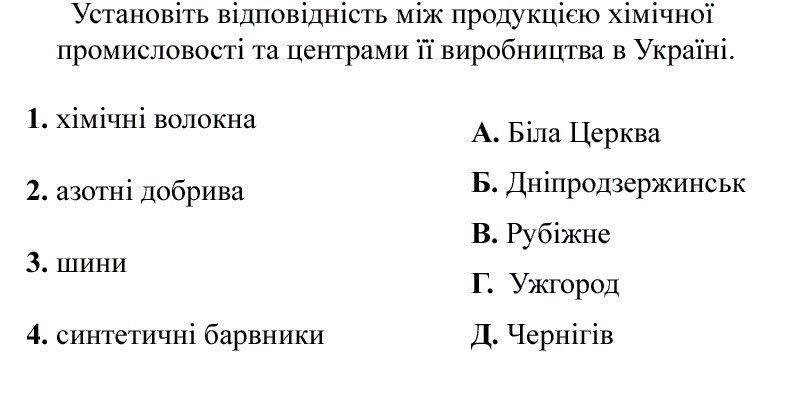 Установіть відповідність між продукцією хімічної
промисловості та центрами її виробництва в Україні.
1. хімічні волокна
2. азотні добрива
3. шини
4. синтетичні барвники
А. Біла Церква
Б. Дніпродзержинськ
В. Рубіжне
Г. Ужгород
Д. Чернігів